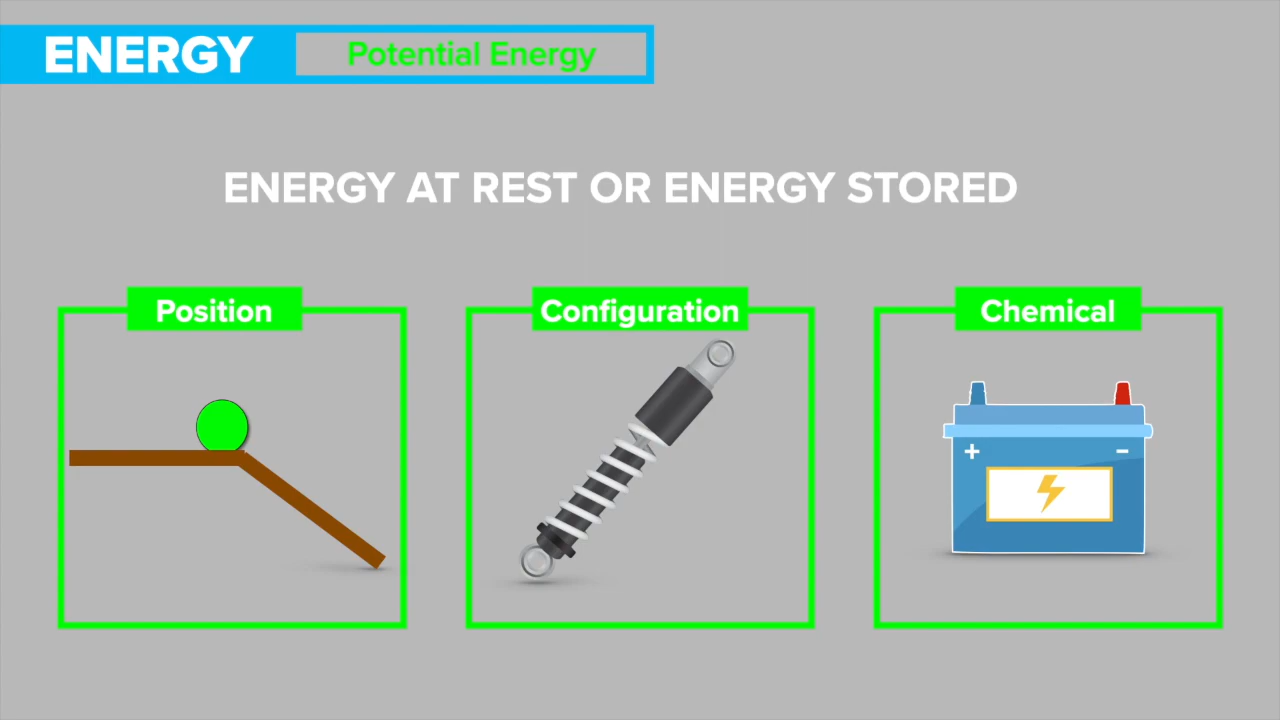 ENERGY
Potential Energy
ENERGY AT REST OR ENERGY STORED
Position
Configuration
Chemical
+ −